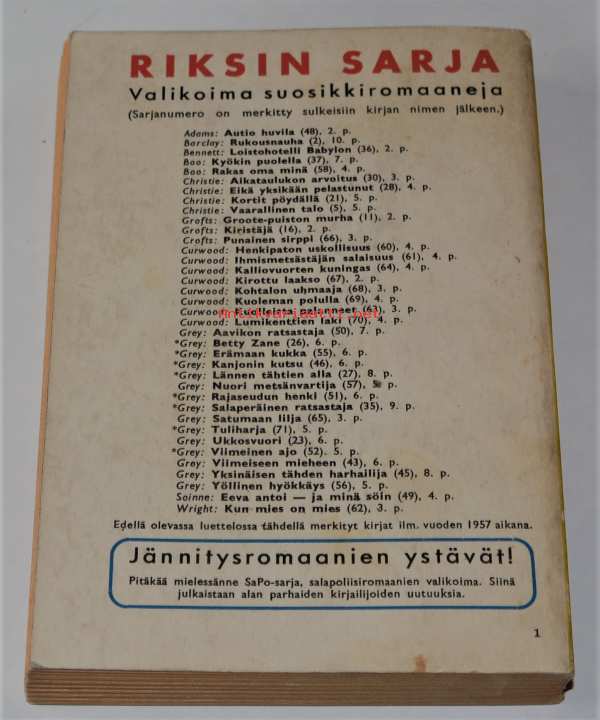 RIKSIN SARJA
Valikoima suosikkiromaaneja
(Sarjanumero on merkitty sulkeisiin kirjan nimen jälkeen.)
Adams: Autio huvila (48), 2. p.
Barclay: Rukousnauha (2), 10. p.
Bennett: Loistohotelli Babylon (36), 2. p.
Boo: Kyökin puolella (37), 7. p.
Boo: Rakas oma minä (58), 4. p.
Christie: Aikataulukon arvoitus (30), 3. p.
Christie: Eikä yksikään pelastunut (28), 4. p.
Christie: Kortit pöydällä (21), 5. p.
Christie: Vaarallinen talo (5), 5. p.
Grofts: Groote-puiston murha (11), 2. p.
Grofts: Kiristäjä (16), 2. p.
Crofts: Punainen sirppi (66), 3. p.
Curwood: Henkipaton uskollisuus (60), 4. p.
Curwood: Ihmismetsästäjän salaisuus (61), 4. p.
Curwood: Kalliovuorten kuningas (64), 4. p.
Curwood: Kirottu laakso (67), 2. p.
Curwood: Kohtalon uhmaaja (68), 3. p.
Curwood: Kuoleman polulla (69), 4. p.
Curwood: Kuolleista palanneet (63), 3. p.
Antikvariaatit.net
Curwood: Lumikenttien laki (70), 4. p.
Grey: Aavikon ratsastaja (50), 7. p.
*Grey: Betty Zane (26), 6. p.
*Grey: Erämaan kukka (55), 6. p.
*Grey: Kanjonin kutsu (46), 6. p.
*Grey: Lännen tähtien alla (27), 8. p.
Grey: Nuori metsänvartija (57), 5. p.
*Grey: Rajaseudun henki (51), 6. p.
*Grey: Salaperäinen ratsastaja (35), 9. p.
Grey: Satumaan lilja (65), 3. p.
*Grey: Tuliharja (71), 5. p.
Grey: Ukkosvuori (23), 6. p.
*Grey: Viimeinen ajo (52). 5. p.
Grey: Viimeiseen mieheen (43), 6. p.
Grey: Yksinäisen tähden harhailija (45), 8. p.
Grey: Yöllinen hyökkäys (56), 5. p.
Soinne: Eeva antoi — ja minä söin (49), 4. p.
Wright: Kun mies on mies (62), 3. p.
Edellä olevassa luettelossa tähdellä merkityt kirjat ilm. vuoden 1957 aikana.
Jännitysromaanien ystävät!
Pitäkää mielessänne SaPo-sarja, salapoliisiromaanien valikoima. Siinä
julkaistaan alan parhaiden kirjailijoiden uutuuksia.
1